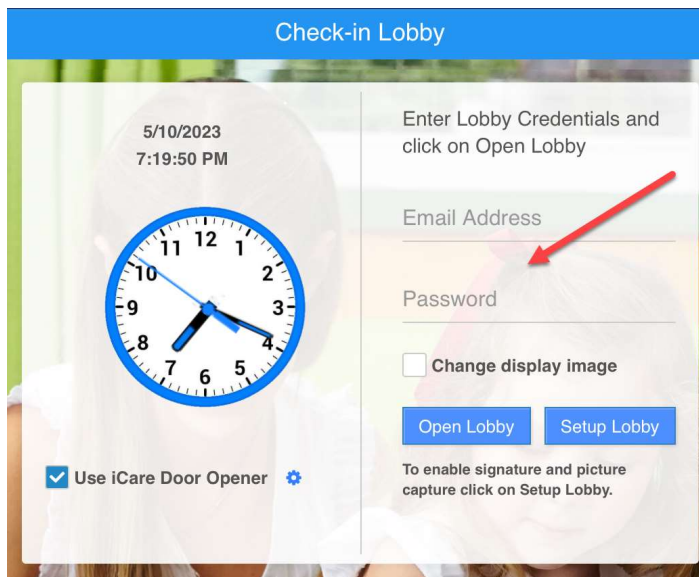 Check-in Lobby
5/10/2023
7:19:50 PM
12
1
2
3
4
5
6
7
8
9
10
11
Use iCare Door Opener
Enter Lobby Credentials and
click on Open Lobby
Email Address
Password
Change display image
Open Lobby
Setup Lobby
To enable signature and picture
capture click on Setup Lobby.